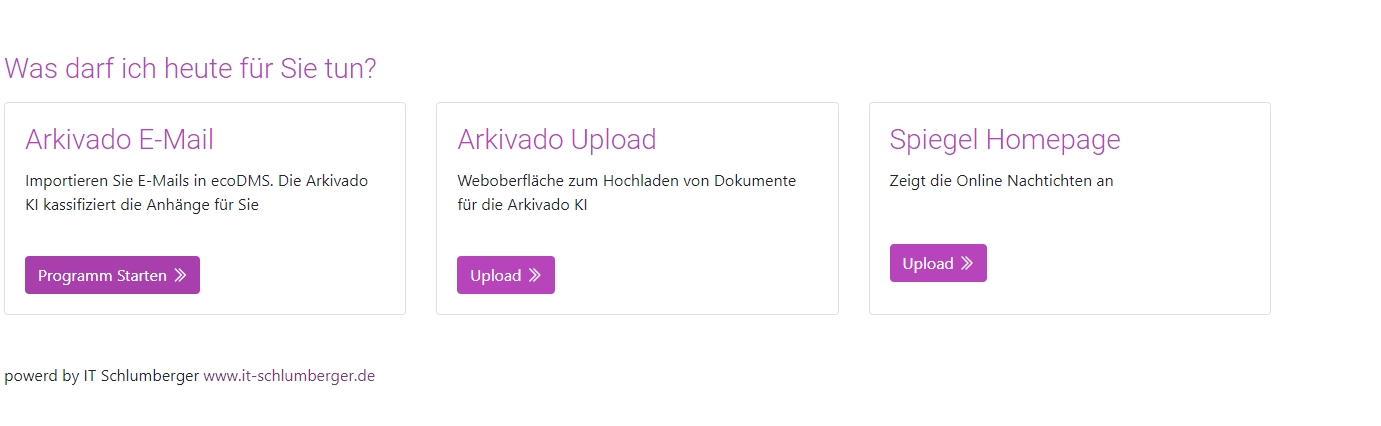 Was darf ich heute für Sie tun?
Arkivado E-Mail
Importieren Sie E-Mails in ecoDMS. Die Arkivado
KI kassifiziert die Anhänge für Sie
Programm Starten
Arkivado Upload
Weboberfläche zum Hochladen von Dokumente
für die Arkivado KI
Upload
Spiegel Homepage
Zeigt die Online Nachtichten an
Upload
powerd by IT Schlumberger www.it-schlumberger.de